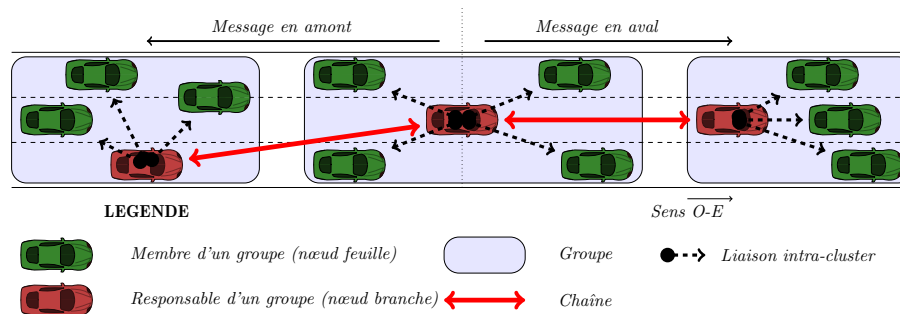 Message en amont
Message en aval
LEGENDE
Sens O-E
Membre d'un groupe (nœud feuille)
Groupe
Liaison intra-cluster
Responsable d'un groupe (nœud branche)
Chaîne